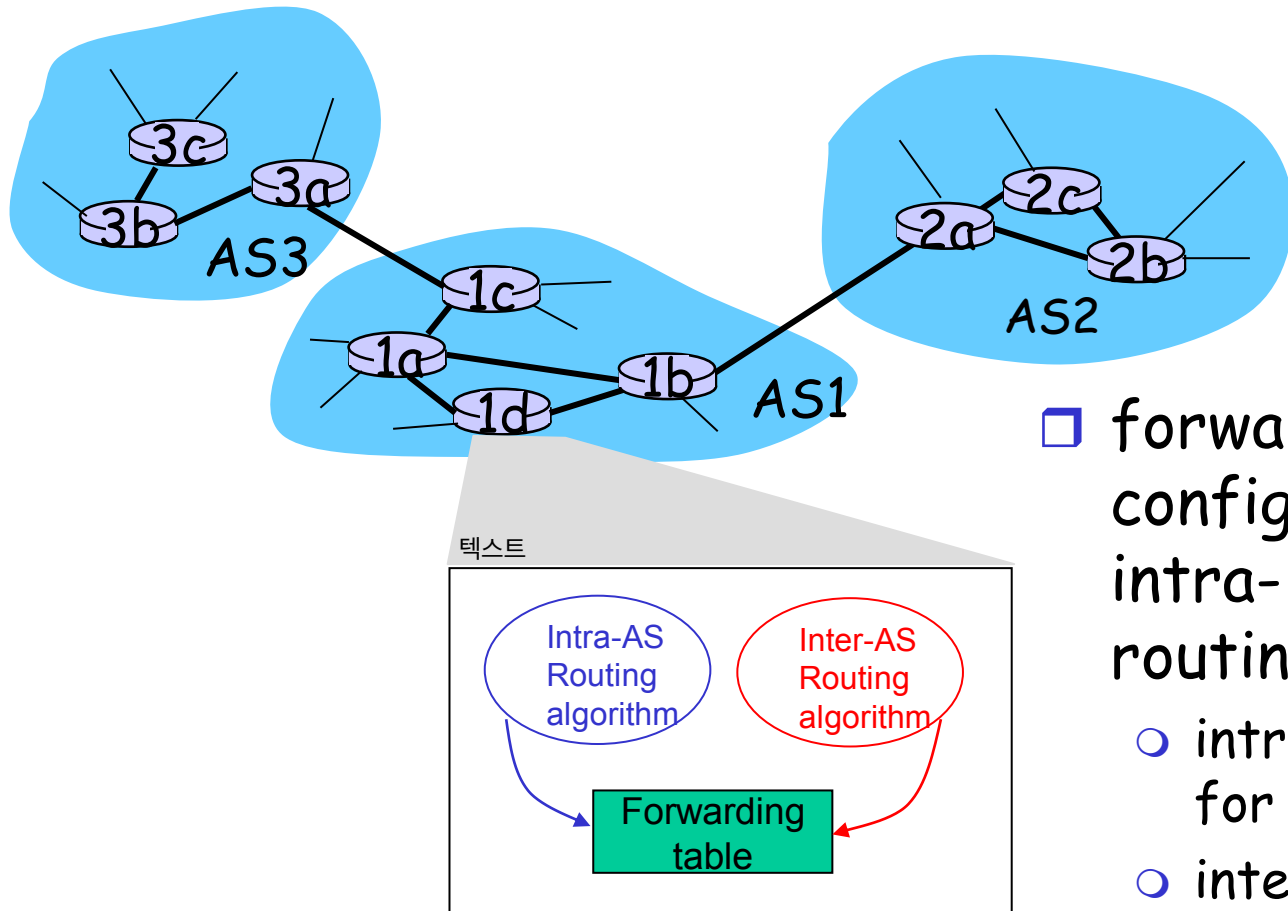 3c
3a
3b
AS3
2c
2a
2b
AS2
1c
1a
1b
1d
AS1
텍스트
Intra-AS
Routing
algorithm
Inter-AS
Routing
algorithm
Forwarding
table
forwa
config
intra-
routin
intr
for
inte